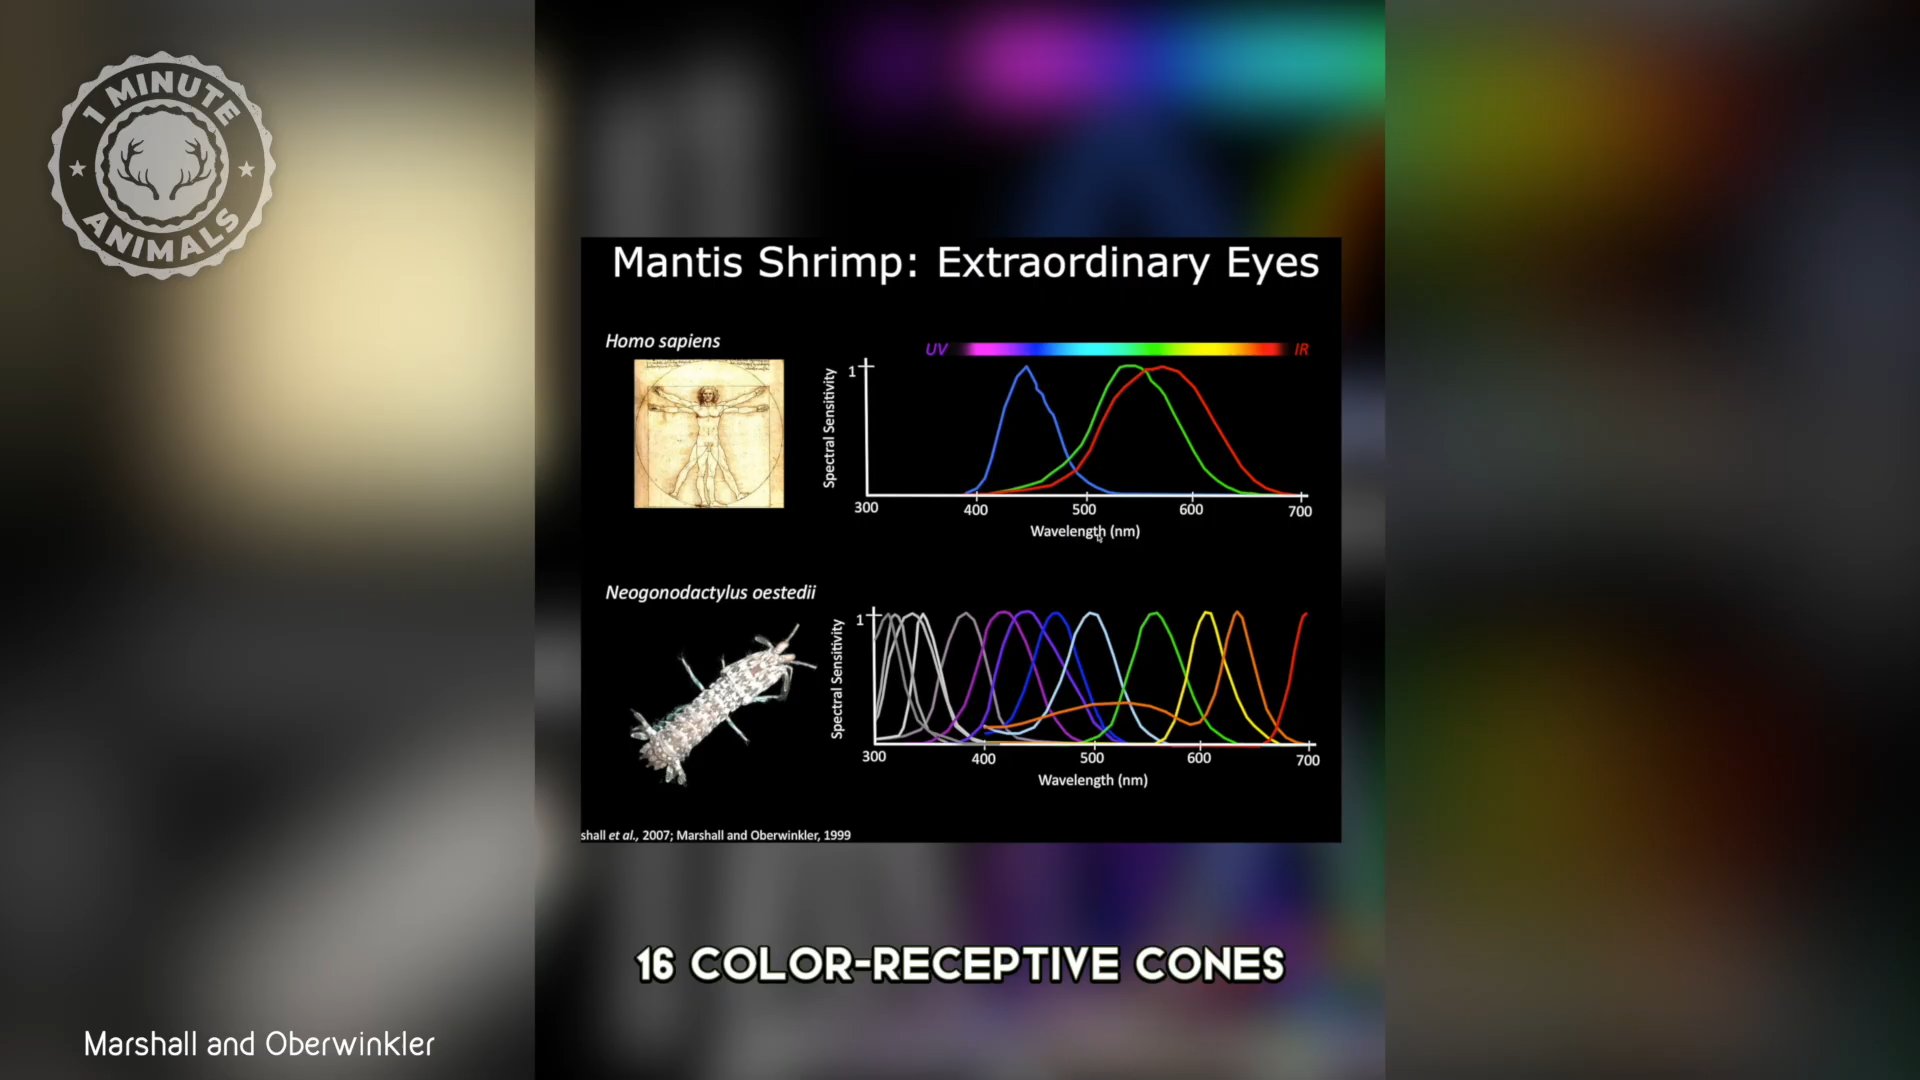 1 MINUTE
ANIMALS
Mantis Shrimp: Extraordinary Eyes
Homo sapiens
UV
IR
1
Spectral Sensitivity
300 400 500 600 700
Wavelength (nm)
Neogonodactylus oestedii
1
Spectral Sensitivity
300 400 500 600 700
Wavelength (nm)
shall et al., 2007; Marshall and Oberwinkler, 1999
16 COLOR-RECEPTIVE CONES
Marshall and Oberwinkler